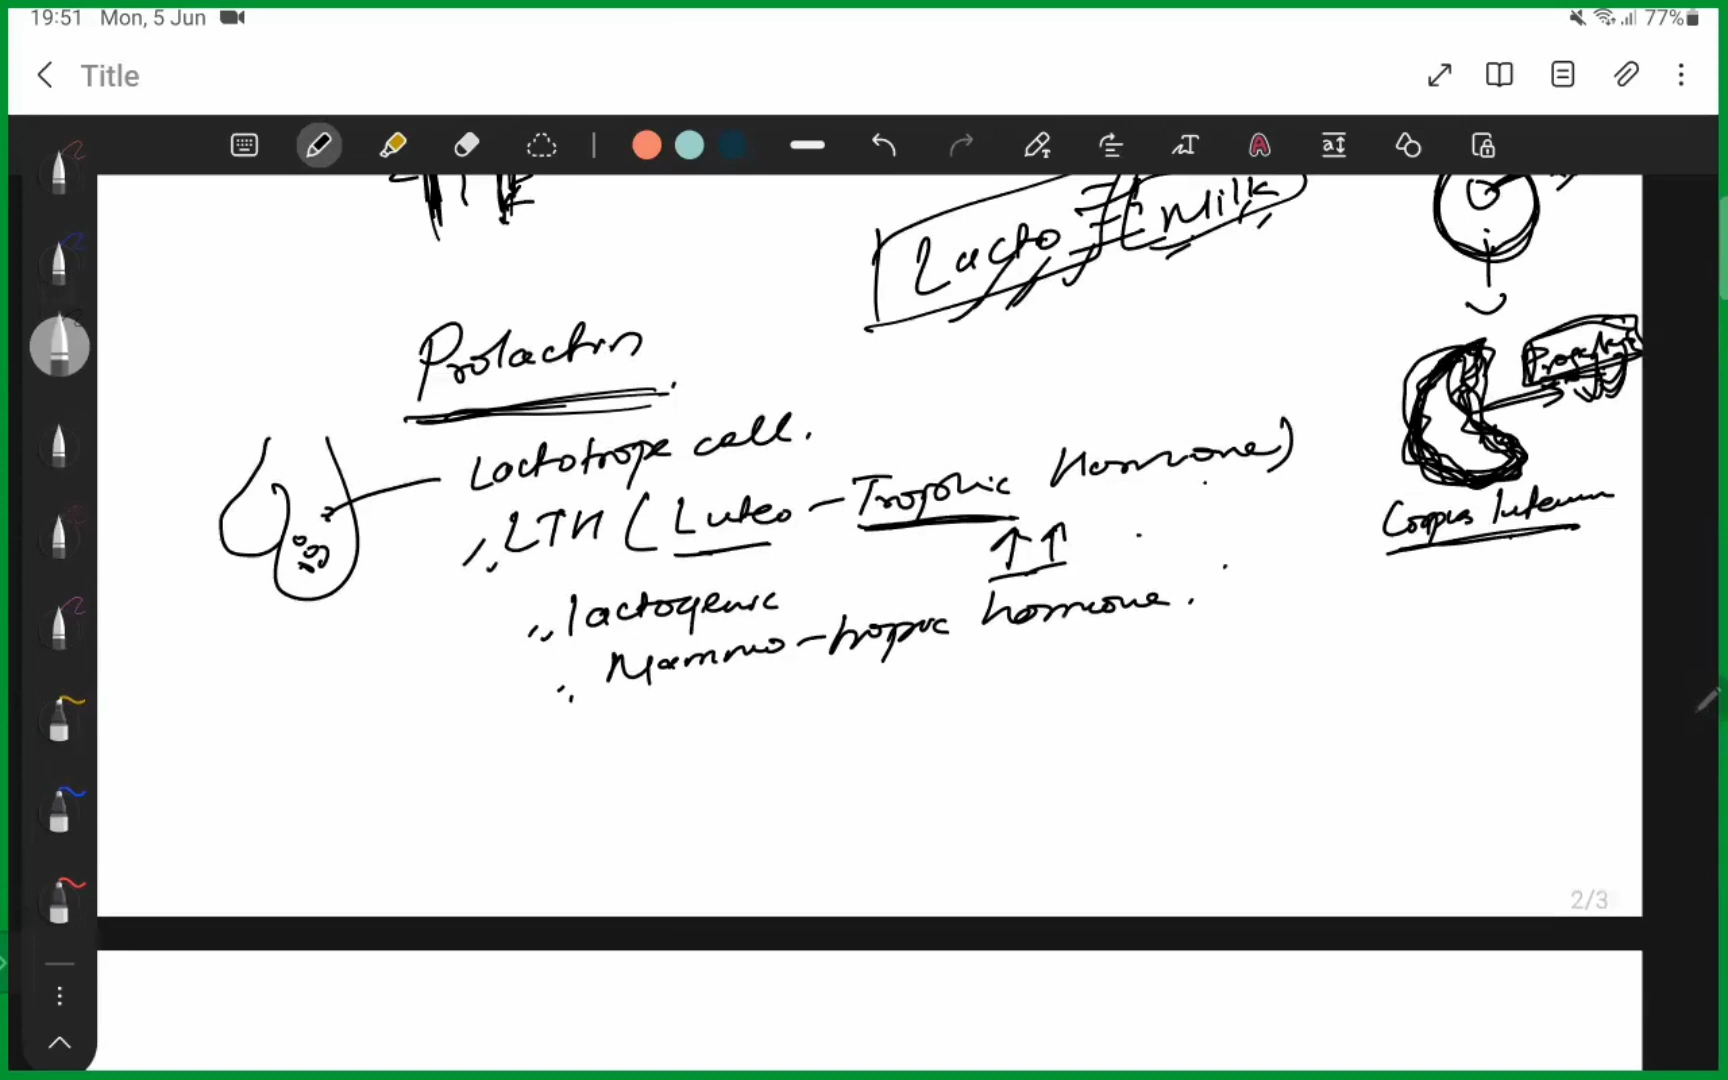 19:51 Mon, 5 Jun
77%
Title
Lacto
Milk
Prolactin
Lactotrope cell.
LTH (Luteo-Trophic hormone)
lactogenic
Mammo-tropic hormone.
Corpus luteum
2/3